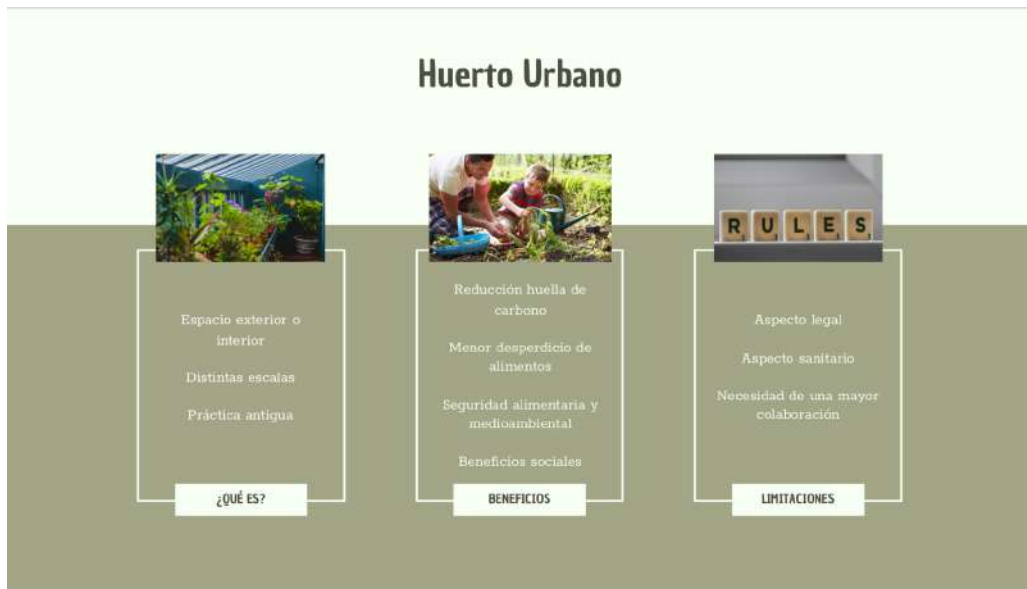 Huerto Urbano
RULES
Espacio exterior o
interior
Distintas escalas
Práctica antigua
¿QUÉ ES?
Reducción huella de
carbono
Menor desperdicio de
alimentos
Seguridad alimentaria y
medioambiental
Beneficios sociales
BENEFICIOS
Aspecto legal
Aspecto sanitario
Necesidad de una mayor
colaboración
LIMITACIONES